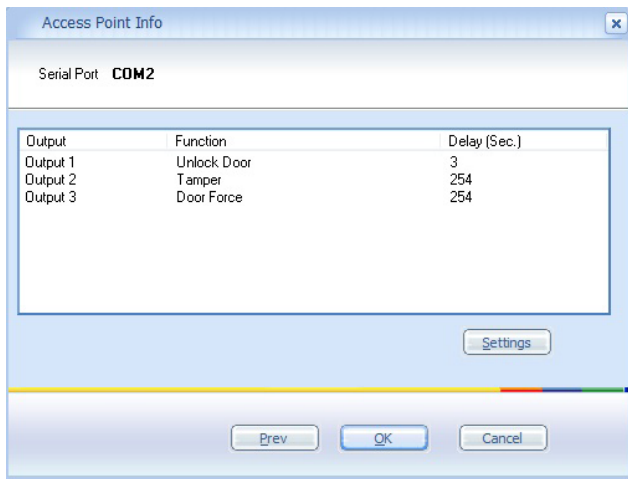 Access Point Info
Serial Port COM2
Output Function Delay (Sec.)
Output 1 Unlock Door 3
Output 2 Tamper 254
Output 3 Door Force 254
Settings
Prev OK Cancel